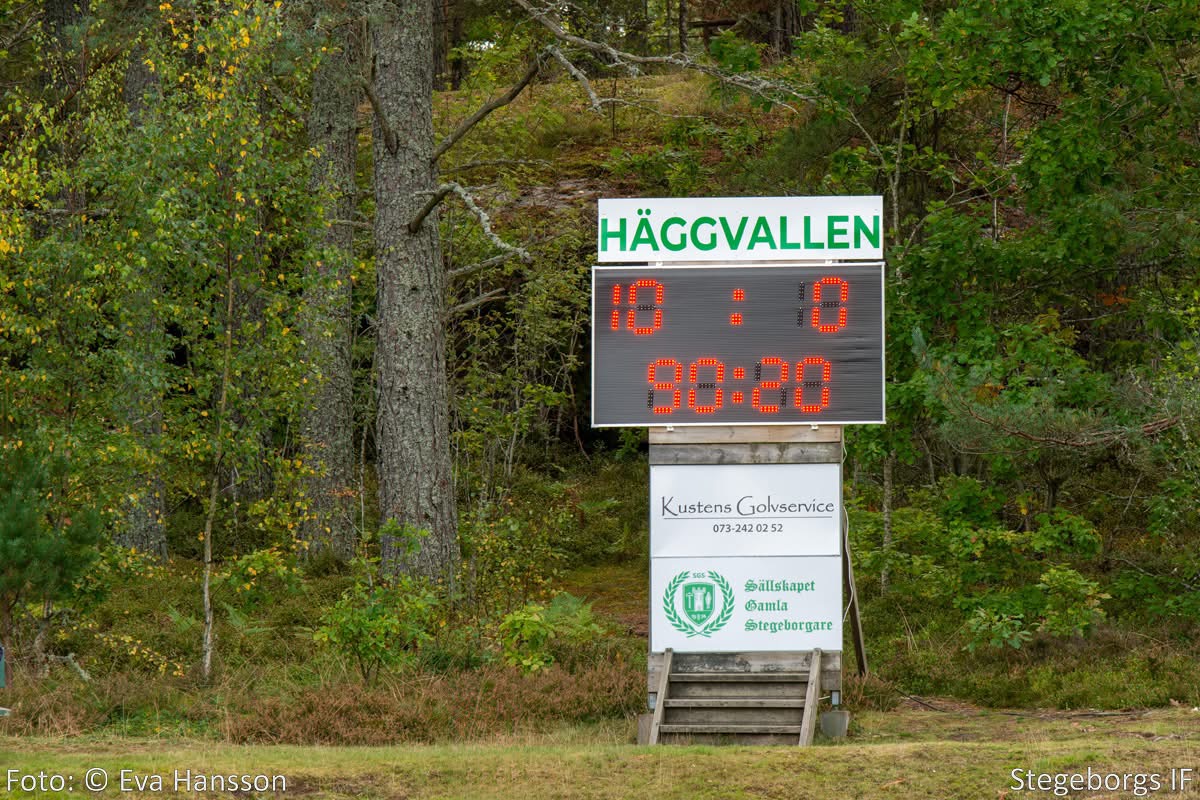 HÄGGVALLEN
10 : 0
90:20
Kustens Golvservice
073-242 02 52
SGS
Sällskapet
Gamla
Stegeborgare
Foto: © Eva Hansson
Stegeborgs IF